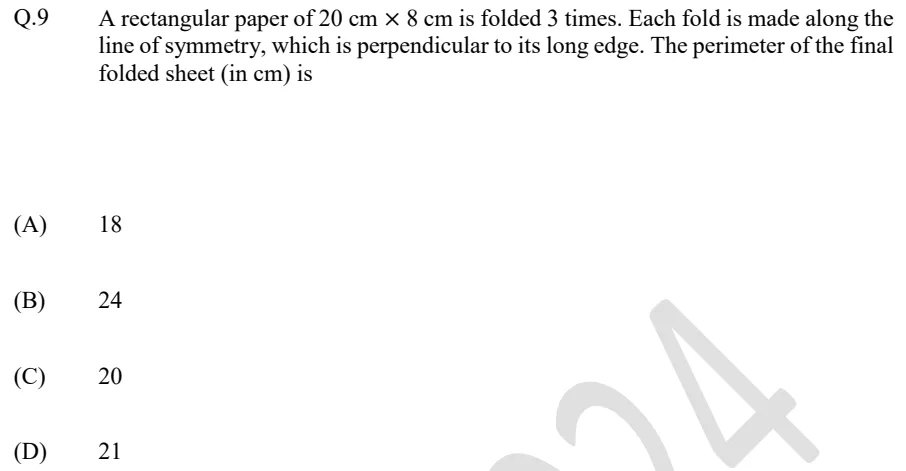 Q.9 A rectangular paper of 20 cm × 8 cm is folded 3 times. Each fold is made along the
line of symmetry, which is perpendicular to its long edge. The perimeter of the final
folded sheet (in cm) is
(A) 18
(B) 24
(C) 20
(D) 21
24